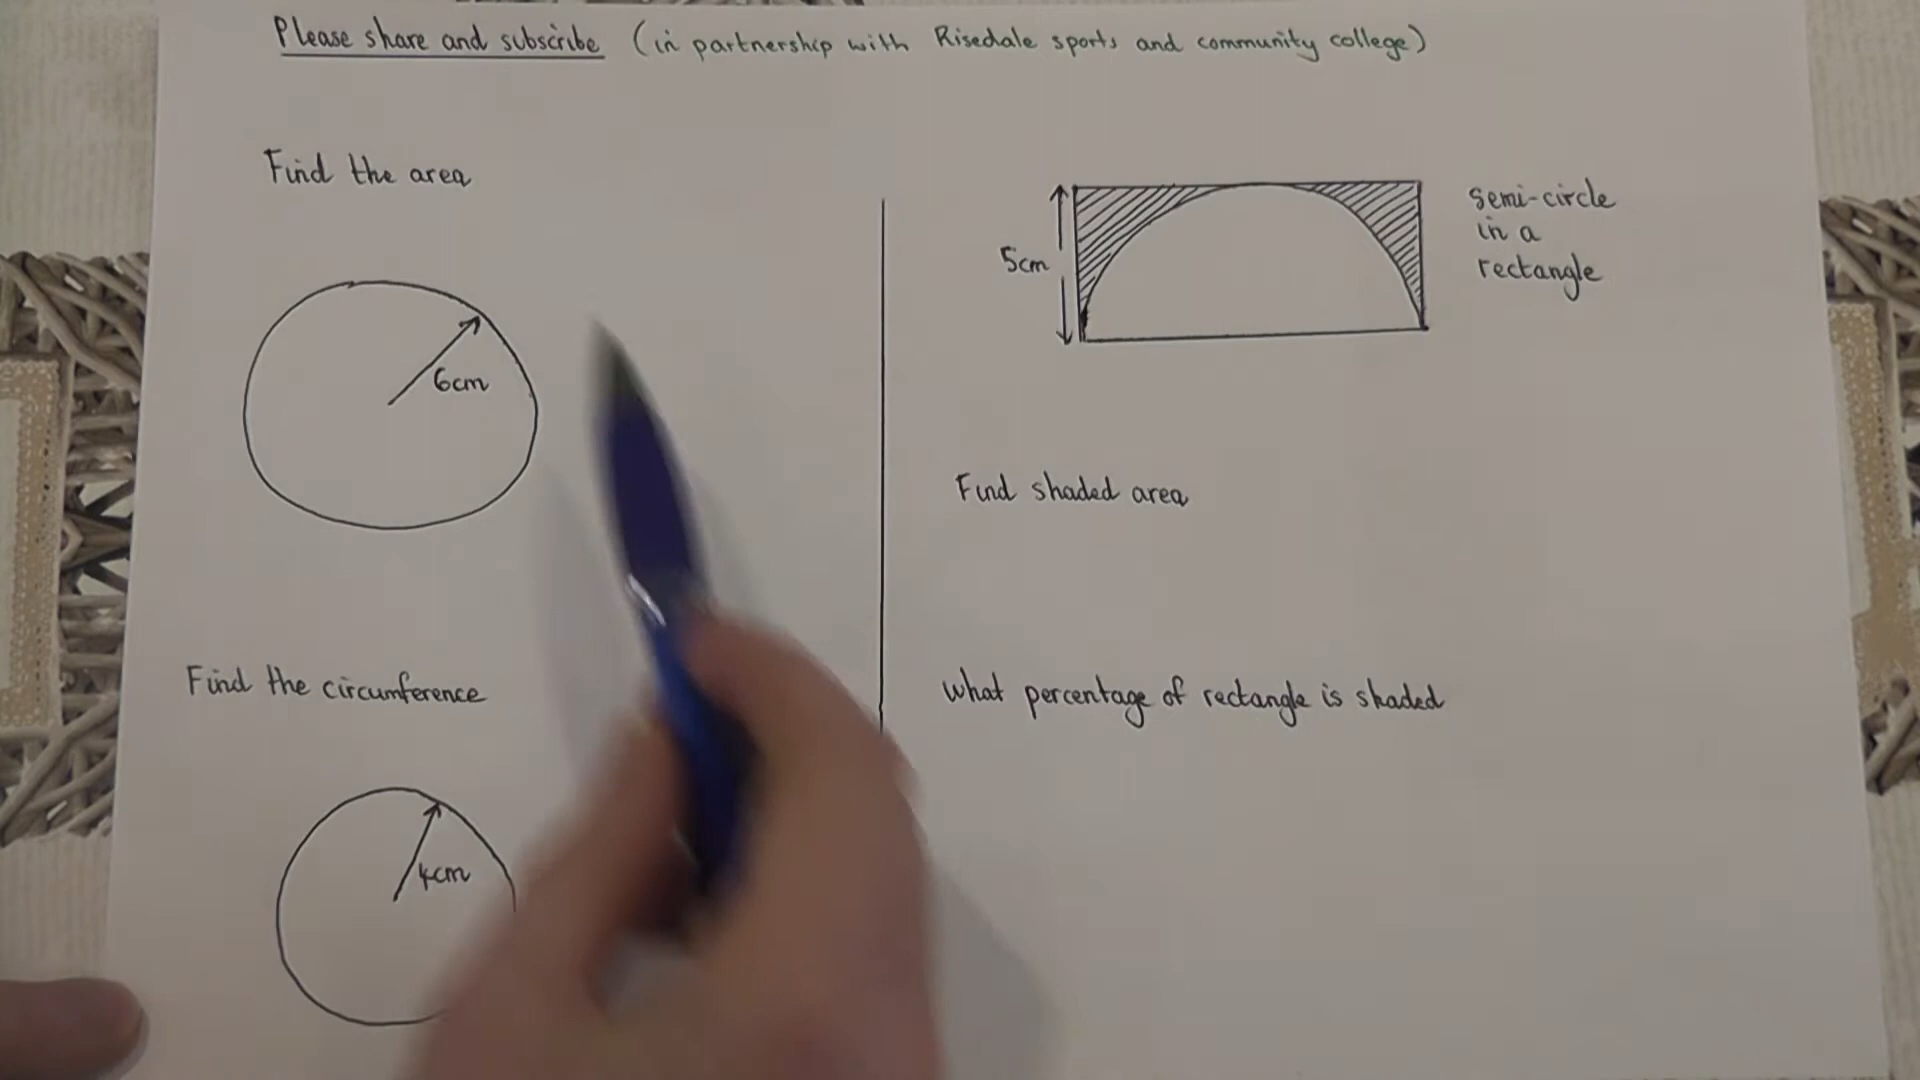 Please share and subscribe (in partnership with Risedale sports and community college)
Find the area
6cm
Find the circumference
4cm
5cm
semi-circle
in a
rectangle
Find shaded area
what percentage of rectangle is shaded